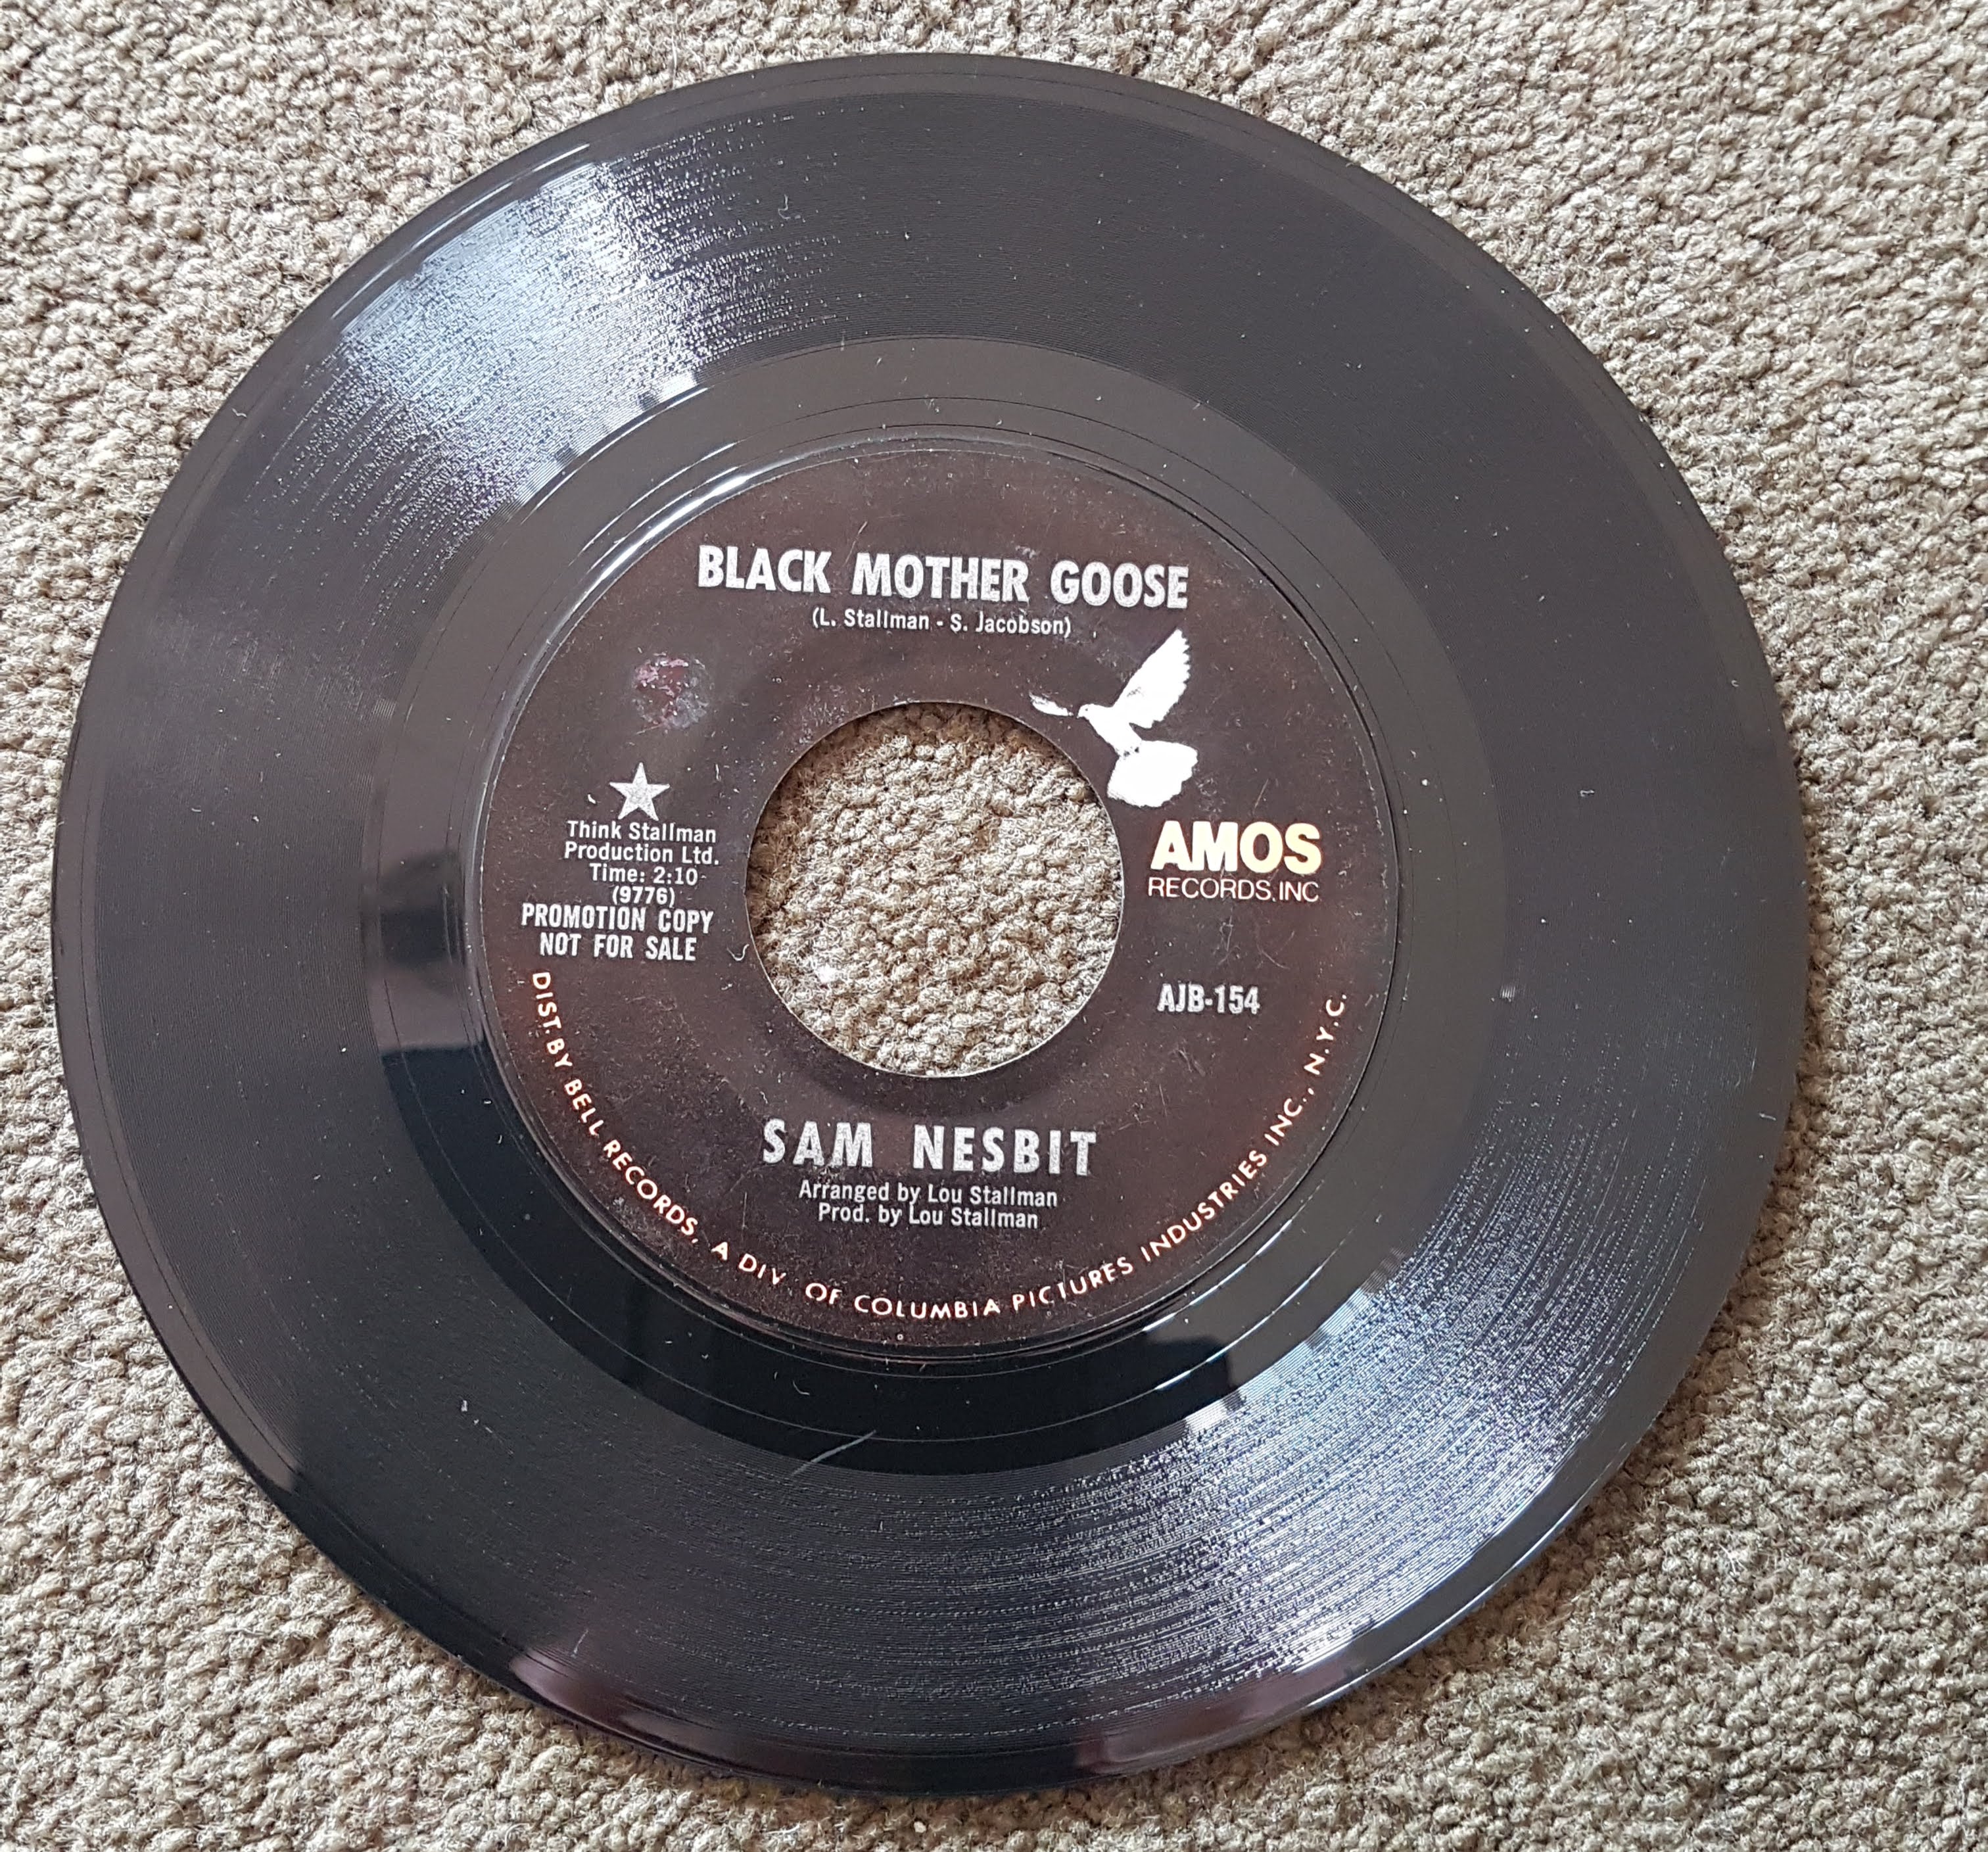 BLACK MOTHER GOOSE
(L. Stallman - S. Jacobson)
Think Stallman
Production Ltd.
Time: 2:10
(9776)
PROMOTION COPY
NOT FOR SALE
AMOS
RECORDS, INC
AJB-154
SAM NESBIT
Arranged by Lou Stallman
Prod. by Lou Stallman
DIST. BY BELL RECORDS, A DIV. OF COLUMBIA PICTURES INDUSTRIES INC., N.Y.C.